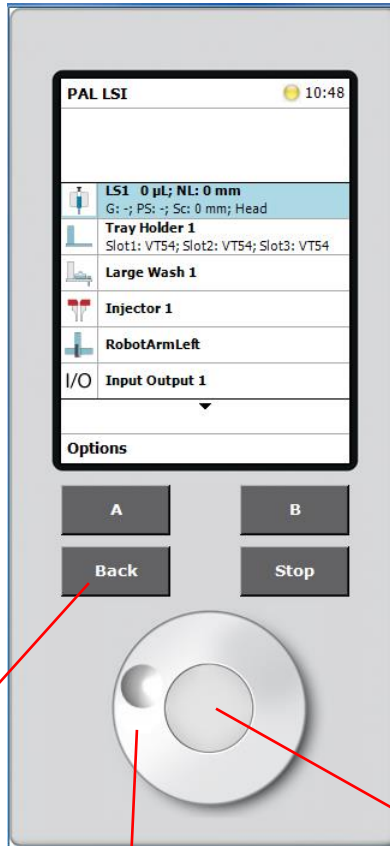 PAL LSI 10:48
LS1 0 µL; NL: 0 mm
G: -; PS: -; Sc: 0 mm; Head
Tray Holder 1
Slot1: VT54; Slot2: VT54; Slot3: VT54
Large Wash 1
Injector 1
RobotArmLeft
I/O Input Output 1
Options
A B
Back Stop